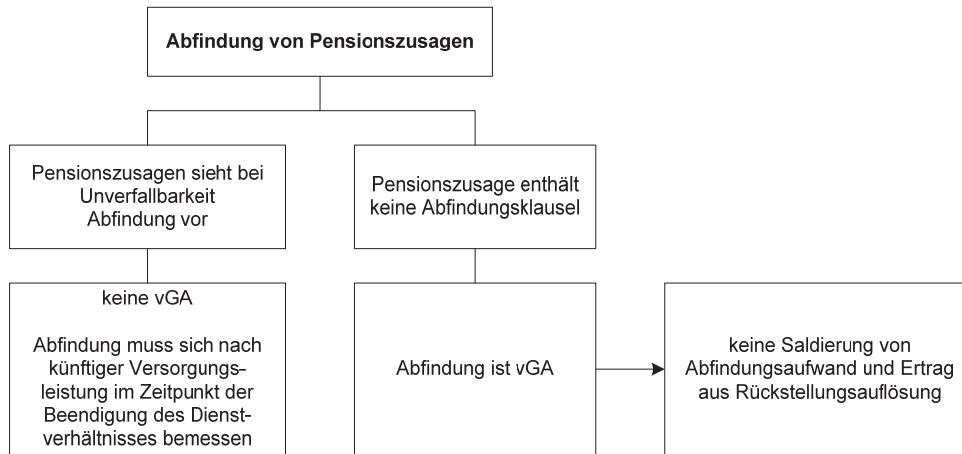 Abfindung von Pensionszusagen
Pensionszusagen sieht bei
Unverfallbarkeit
Abfindung vor
Pensionszusage enthält
keine Abfindungsklausel
keine vGA
Abfindung muss sich nach
künftiger Versorgungs-
leistung im Zeitpunkt der
Beendigung des Dienst-
verhältnisses bemessen
Abfindung ist vGA
keine Saldierung von
Abfindungsaufwand und Ertrag
aus Rückstellungsauflösung